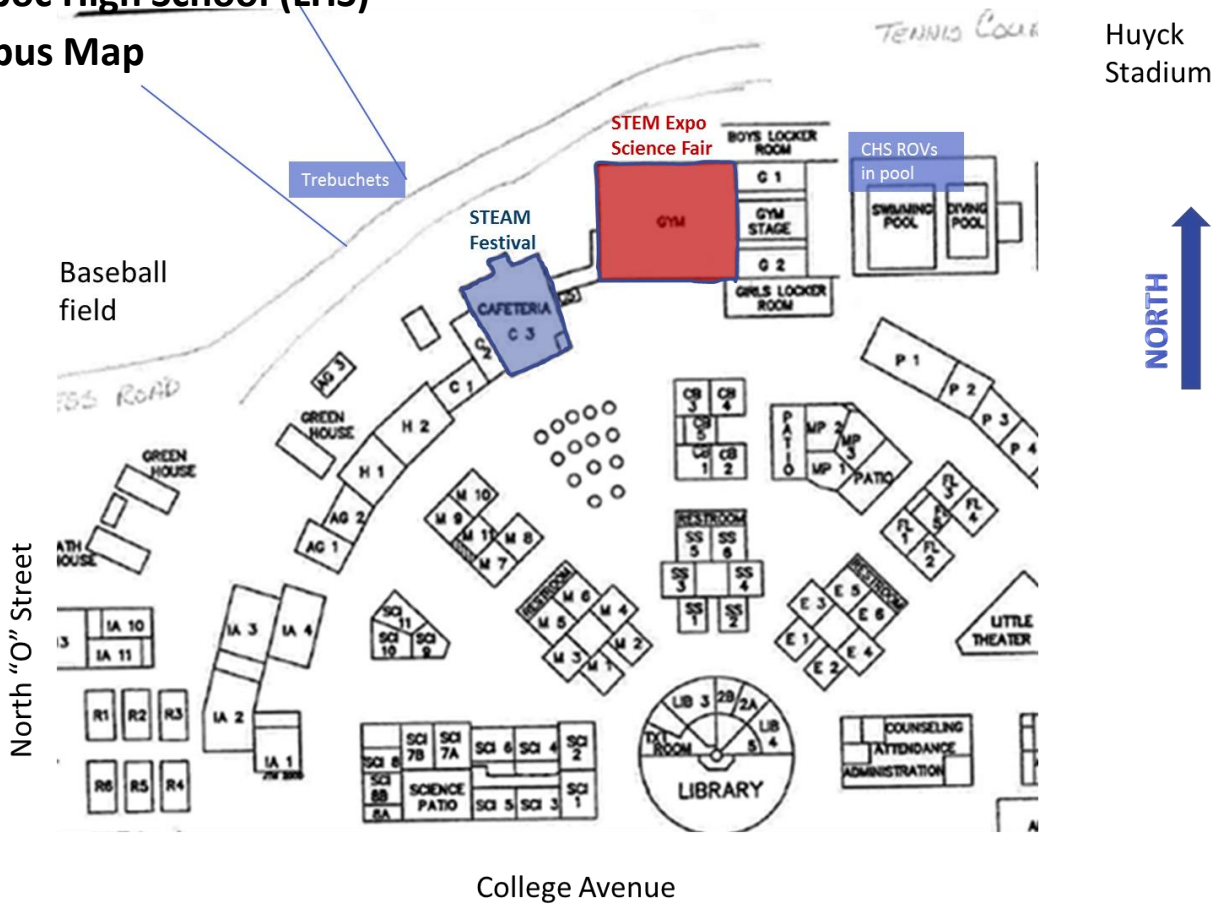 High School (LHS)
Map
TENNIS
Huyck
Stadium
STEM Expo
Science Fair
BOYS LOCKER
ROOM
CHS ROVs
in pool
Trebuchets
G 1
GYM
GYM
STAGE
SWIMMING
POOL
DIVING
POOL
STEAM
Festival
G 2
GIRLS LOCKER
ROOM
Baseball
field
CAFETERIA
C 3
NORTH
C 2
C 1
AG 3
P 1
P 2
P 3
P 4
ROAD
GREEN
HOUSE
H 2
H 1
CB
3
CB
4
CB
5
CB
1
CB
2
PATIO
MP 2
MP
3
MP 1
PATIO
GREEN
HOUSE
AG 2
AG 1
M 10
M 9
M 11
M 8
M 7
FL
3
FL
4
FL
5
FL
1
FL
2
HOUSE
RESTROOM
SS
5
SS
6
SS
3
SS
4
SS
1
SS
2
RESTROOM
M 6
M 5
M 4
M 3
M 2
M 1
RESTROOM
E 5
E 3
E 6
E 1
E 4
E 2
North “O” Street
IA 10
IA 11
IA 3
IA 4
SCI
11
SCI
10
SCI
9
LITTLE
THEATER
R1
R2
R3
IA 2
IA 1
R6
R5
R4
SCI
7B
SCI
7A
SCI 6
SCI 4
SCI
2
SCI 8
SCI
8B
8A
SCIENCE
PATIO
SCI 5
SCI 3
SCI
1
LIB 3
2B
2A
LIB
4
5
TXT
ROOM
LIBRARY
COUNSELING
ATTENDANCE
ADMINISTRATION
College Avenue